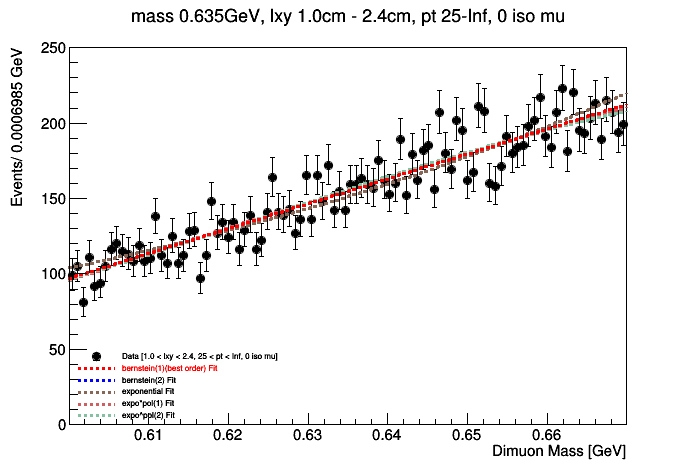 mass 0.635GeV, lxy 1.0cm - 2.4cm, pt 25-Inf, 0 iso mu
Events/ 0.0006985 GeV
250
200
150
100
50
0
Data [1.0 < lxy < 2.4, 25 < pt < Inf, 0 iso mu]
bernstein(1)(best order) Fit
bernstein(2) Fit
exponential Fit
expo*pol(1) Fit
expo*ppl(2) Fit
0.61
0.62
0.63
0.64
0.65
0.66
Dimuon Mass [GeV]